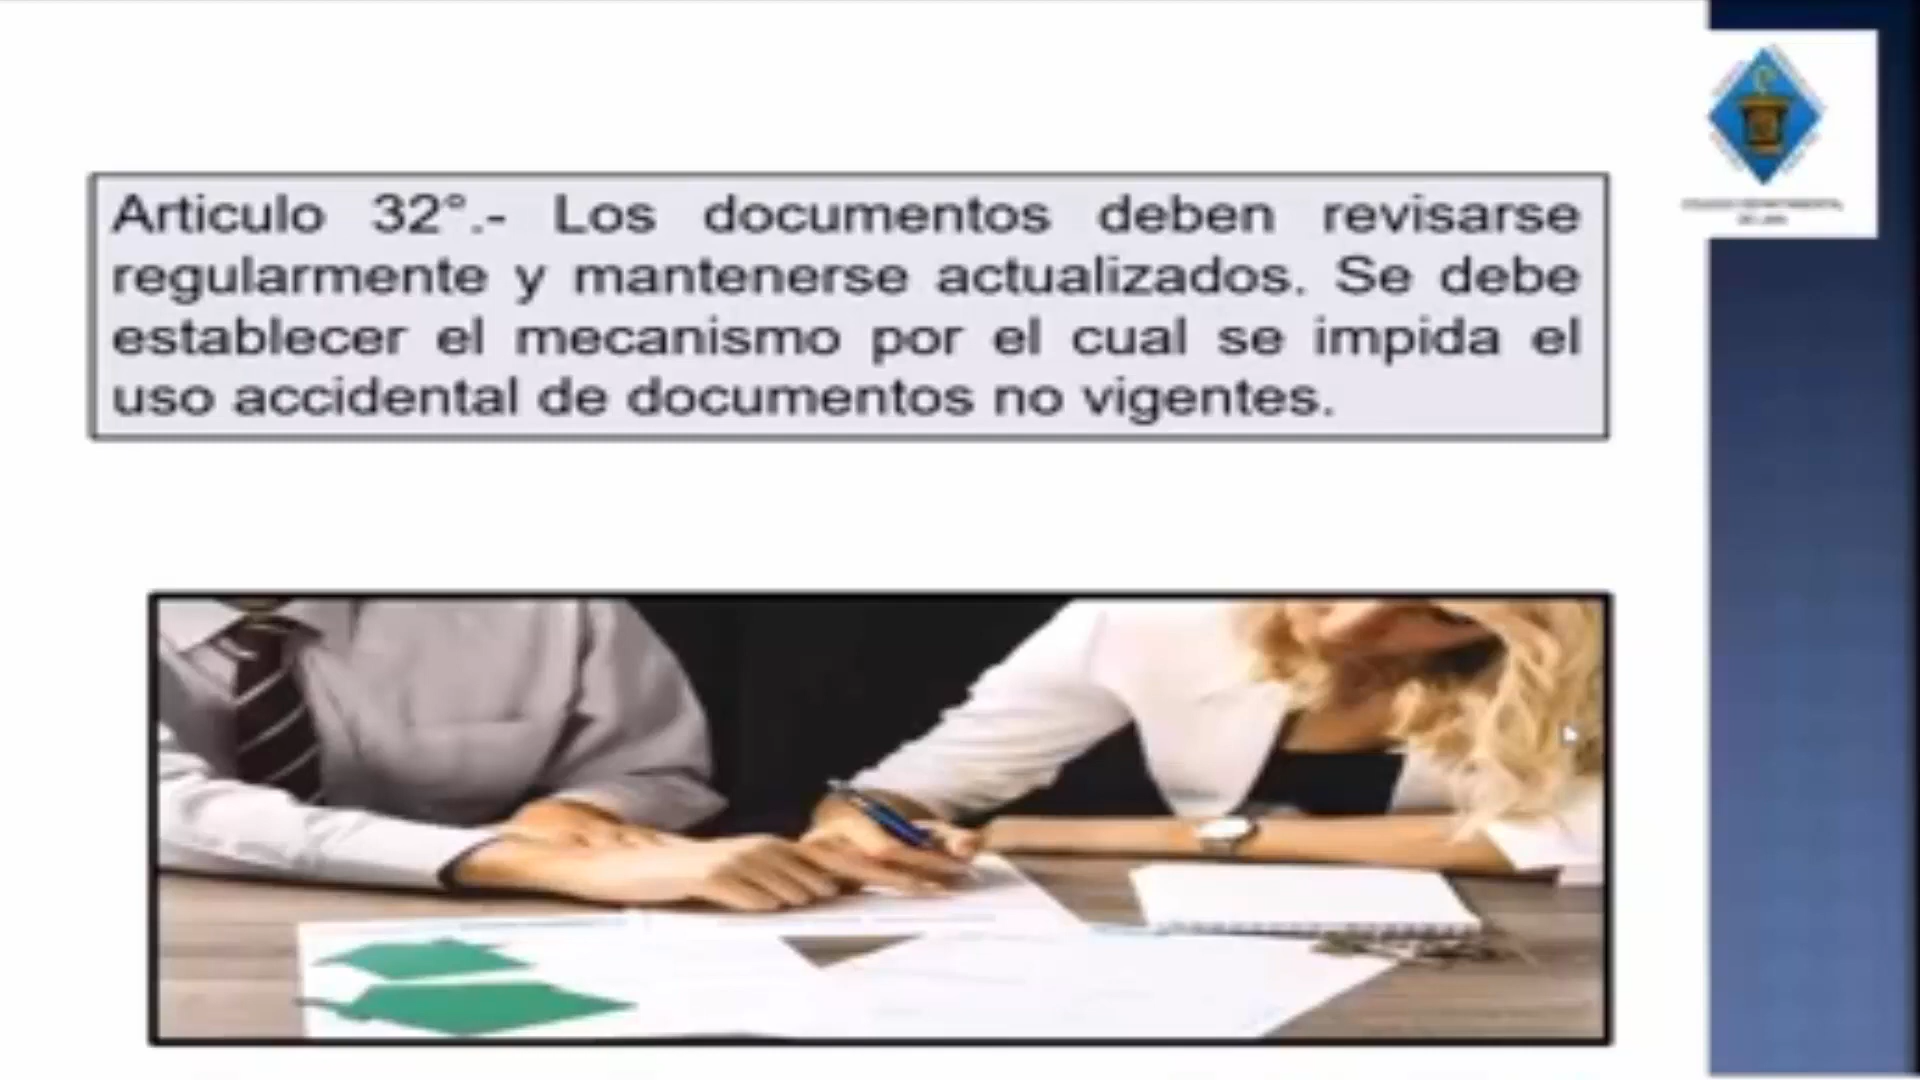 Articulo 32°.- Los documentos deben revisarse
regularmente y mantenerse actualizados. Se debe
establecer el mecanismo por el cual se impida el
uso accidental de documentos no vigentes.